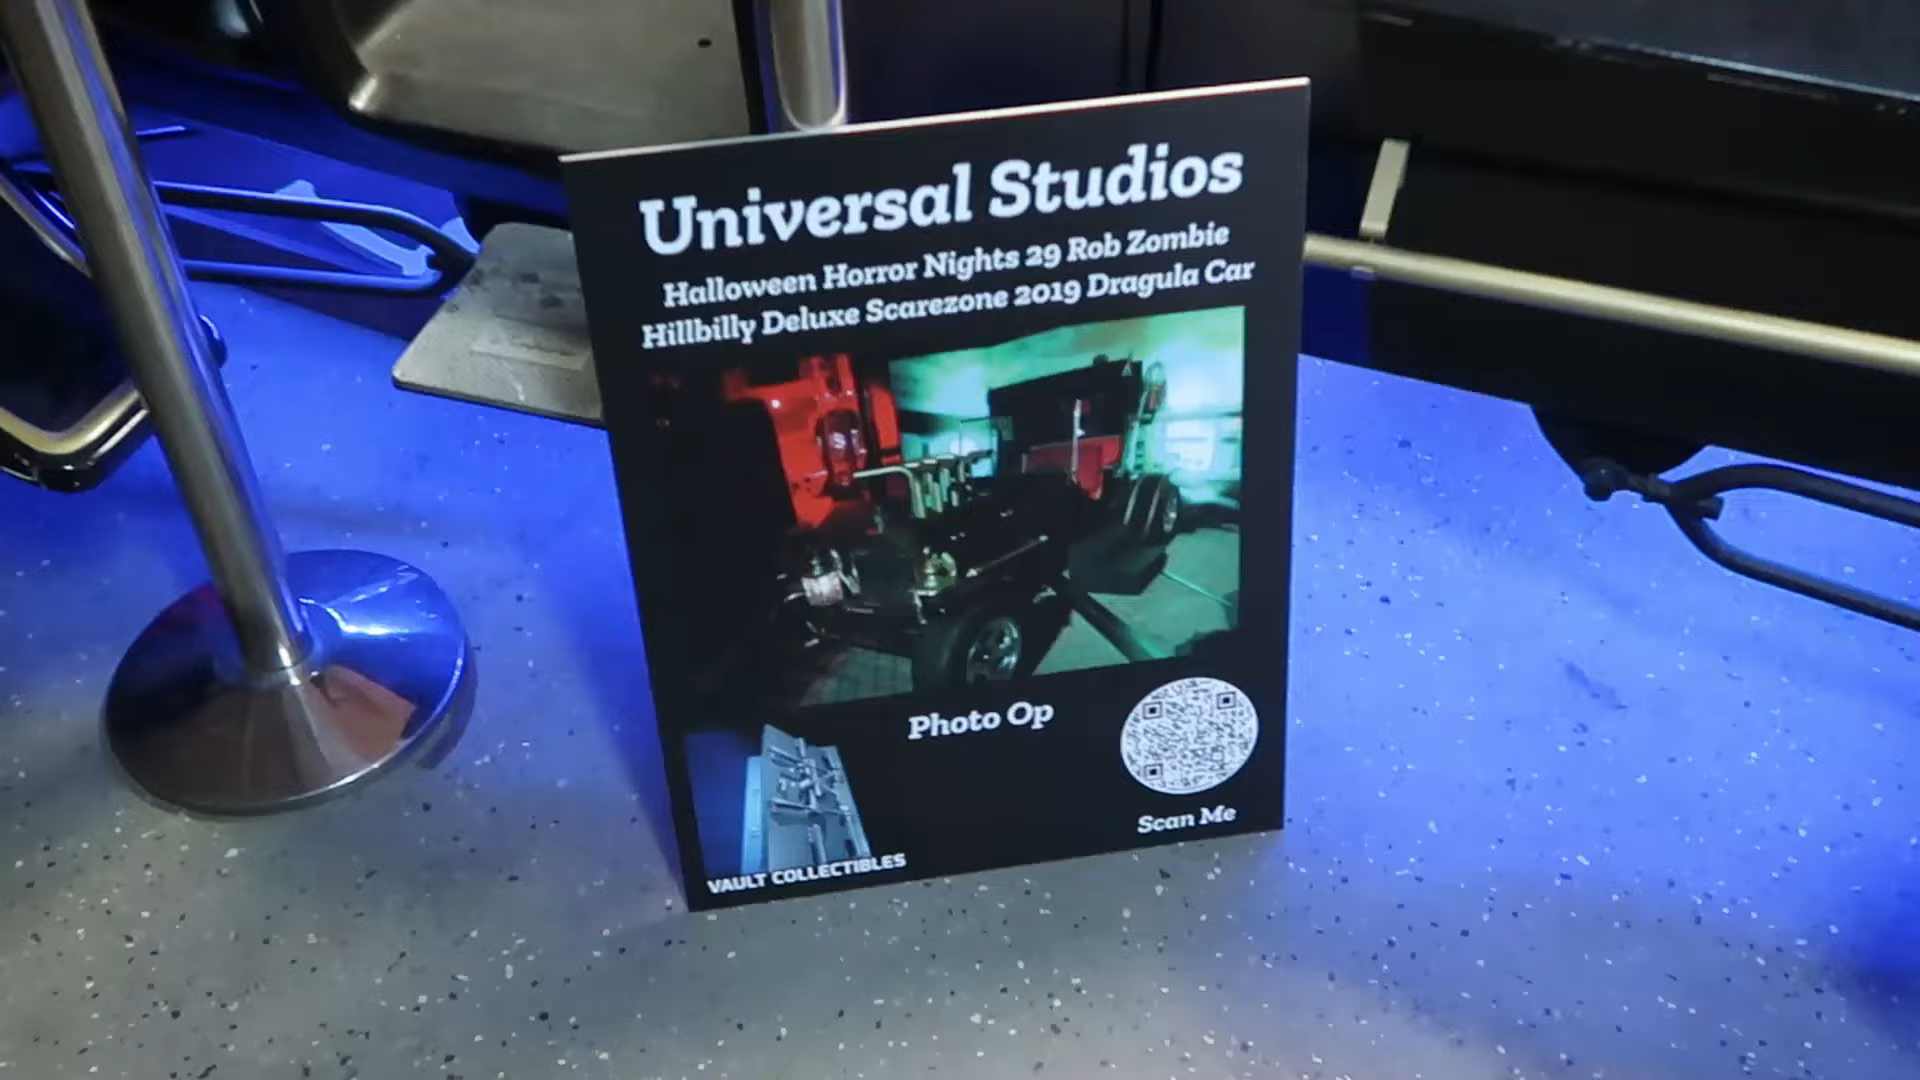 Universal Studios
Halloween Horror Nights 29 Rob Zombie
Hillbilly Deluxe Scarezone 2019 Dragula Car
Photo Op
Scan Me
VAULT COLLECTIBLES